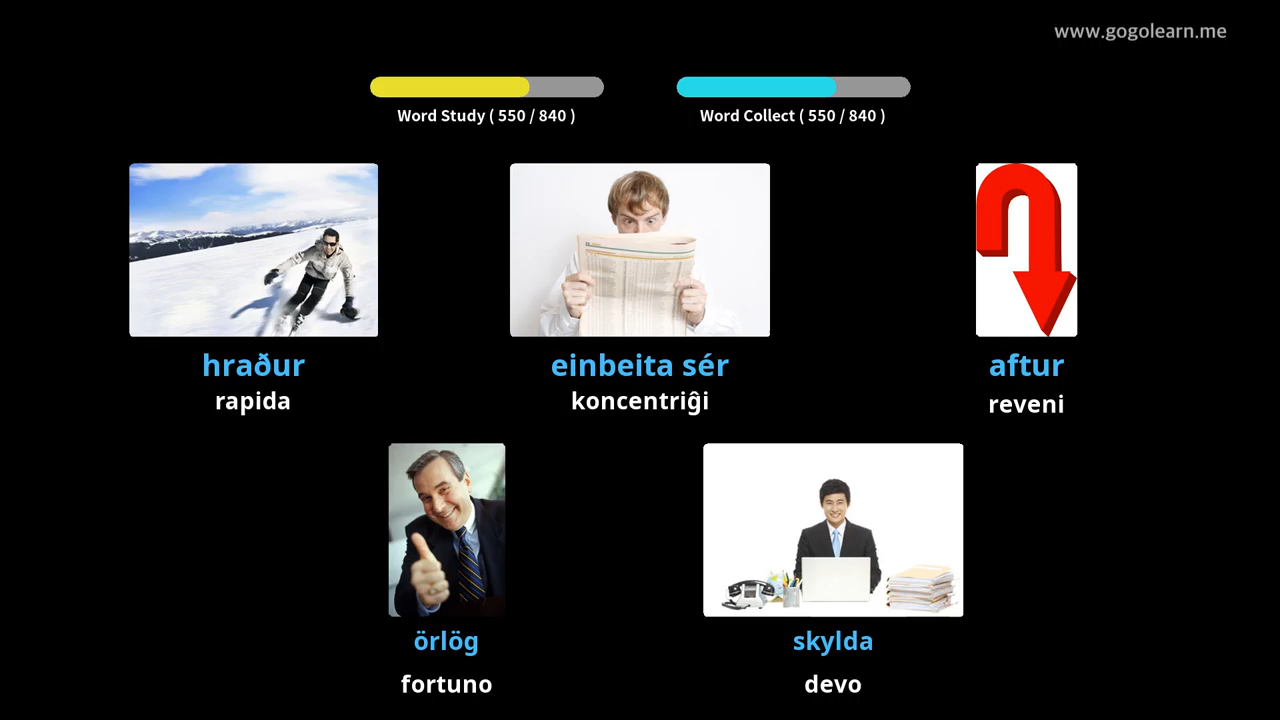 www.gogolearn.me
Word Study ( 550 / 840 )
Word Collect ( 550 / 840 )
hraður
einbeita sér
aftur
rapida
koncentriĝi
reveni
örlög
skylda
fortuno
devo